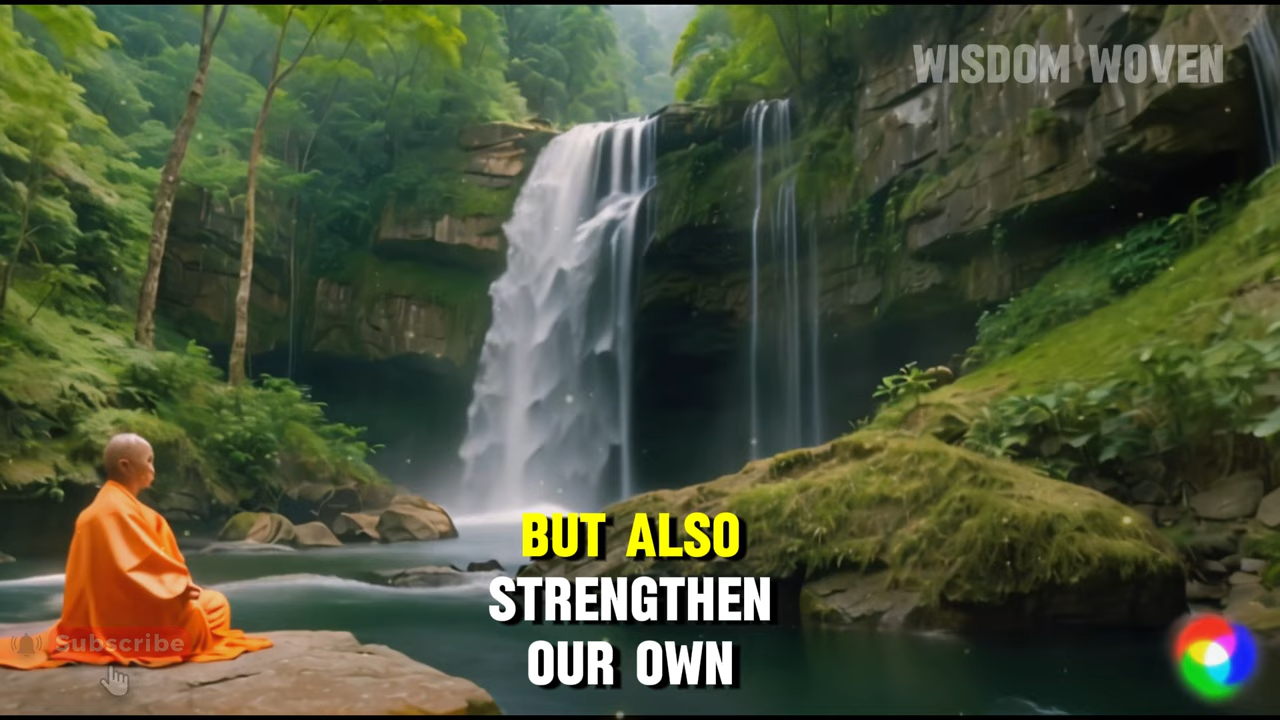 WISDOM WOVEN
BUT ALSO
STRENGTHEN
OUR OWN
Subscribe